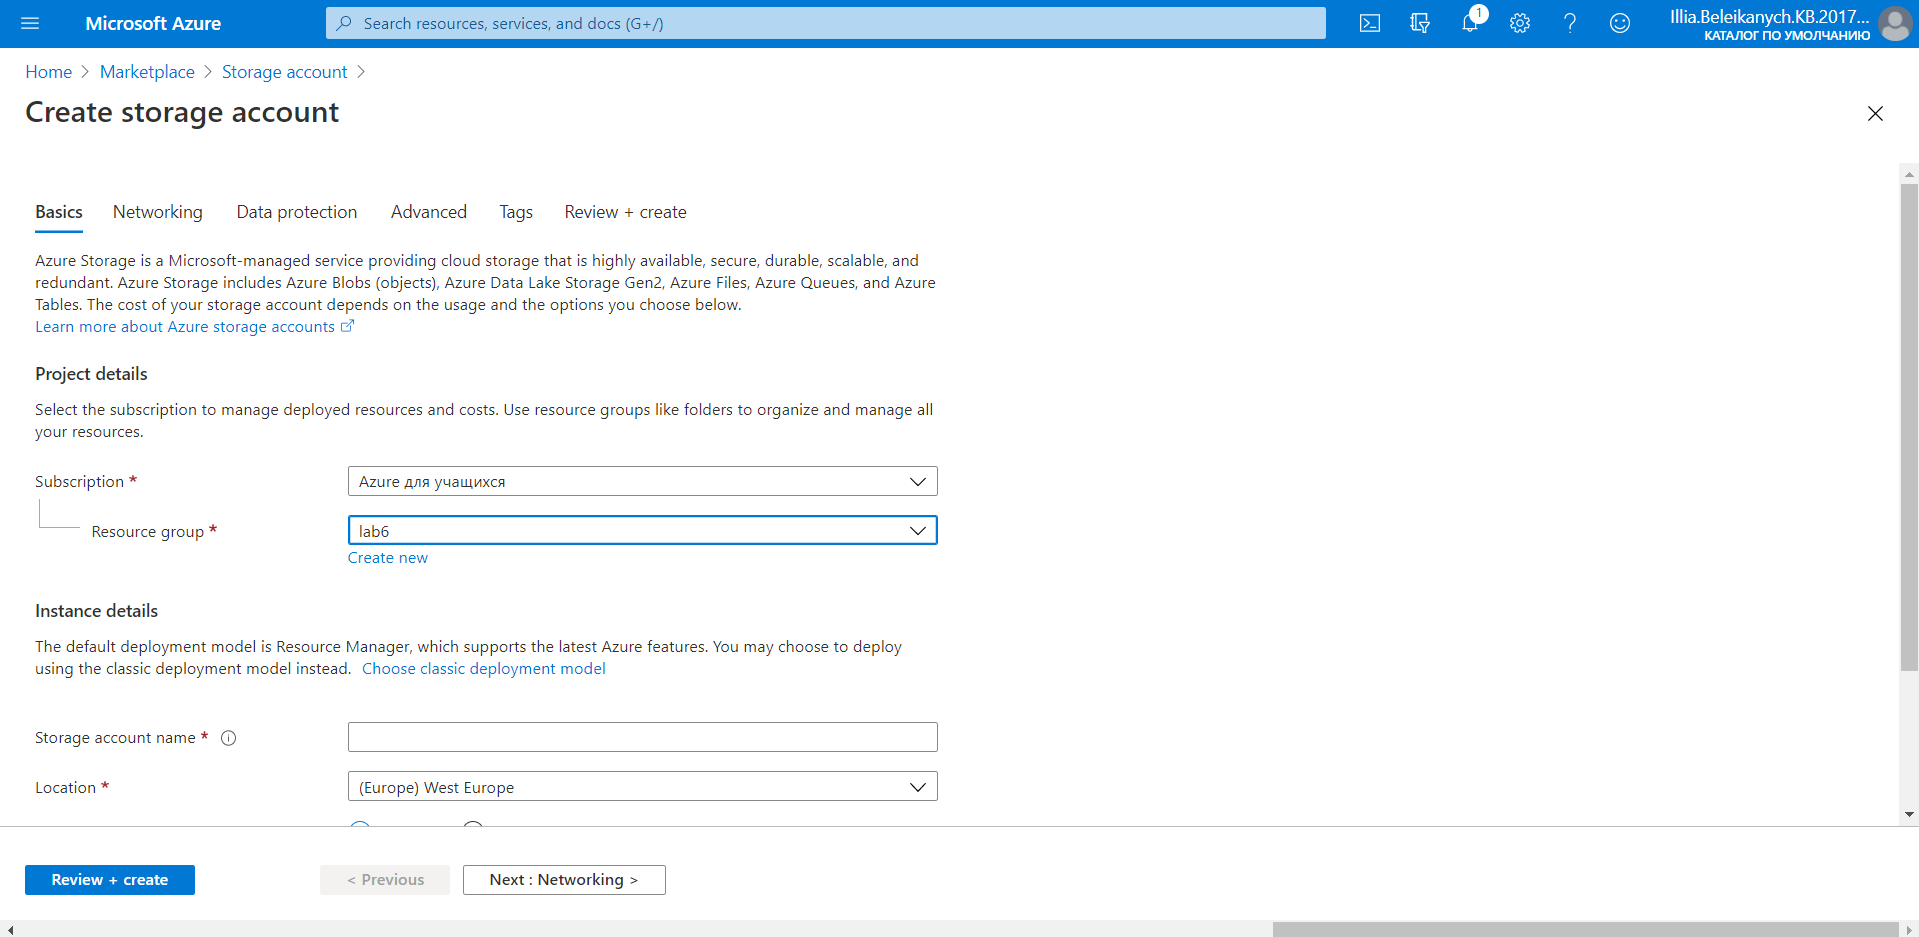 Microsoft Azure
Search resources, services, and docs (G+/)
1
Illia.Beleikanych.KB.2017...
КАТАЛОГ ПО УМОЛЧАНИЮ
Home > Marketplace > Storage account >
Create storage account
Basics Networking Data protection Advanced Tags Review + create
Azure Storage is a Microsoft-managed service providing cloud storage that is highly available, secure, durable, scalable, and
redundant. Azure Storage includes Azure Blobs (objects), Azure Data Lake Storage Gen2, Azure Files, Azure Queues, and Azure
Tables. The cost of your storage account depends on the usage and the options you choose below.
Learn more about Azure storage accounts
Project details
Select the subscription to manage deployed resources and costs. Use resource groups like folders to organize and manage all
your resources.
Subscription *
Azure для учащихся
Resource group *
lab6
Create new
Instance details
The default deployment model is Resource Manager, which supports the latest Azure features. You may choose to deploy
using the classic deployment model instead. Choose classic deployment model
Storage account name *
Location *
(Europe) West Europe
Review + create
< Previous
Next : Networking >